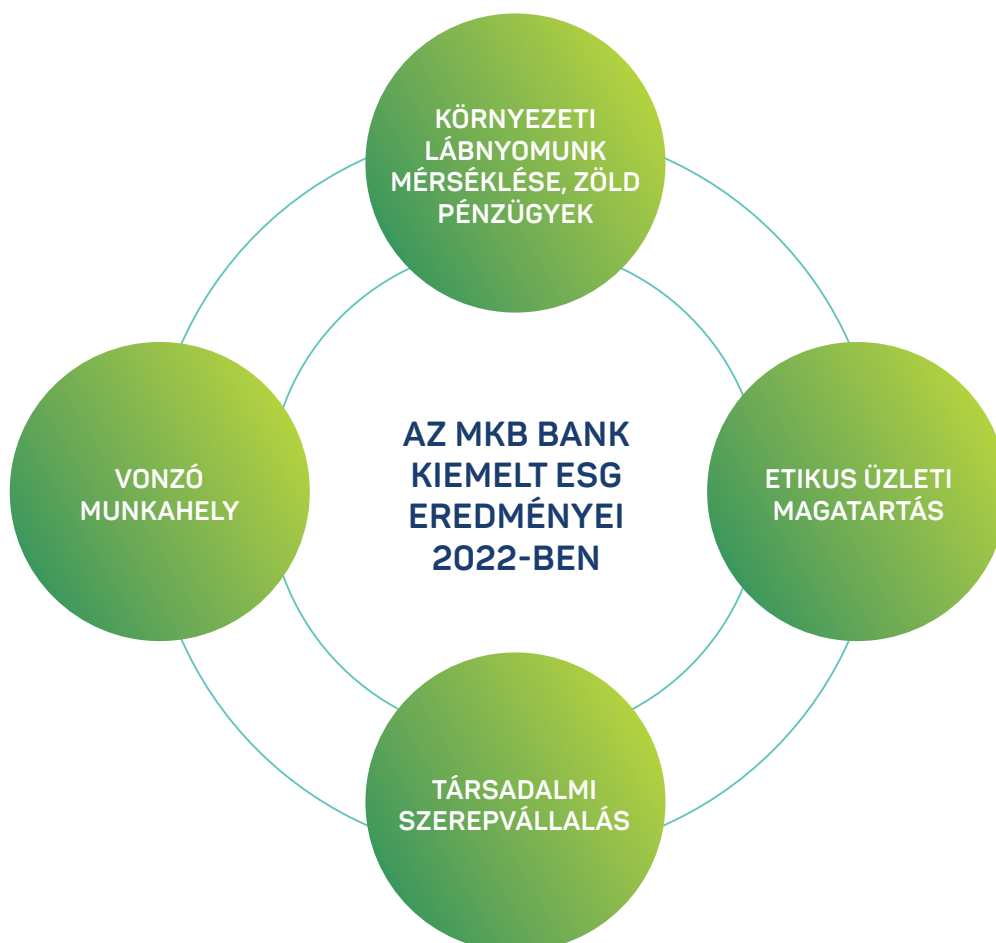 KÖRNYEZETI
LÁBNYOMUNK
MÉRSÉKLÉSE, ZÖLD
PÉNZÜGYEK
VONZÓ
MUNKAHELY
AZ MKB BANK
KIEMELT ESG
EREDMÉNYEI
2022-BEN
ETIKUS ÜZLETI
MAGATARTÁS
TÁRSADALMI
SZEREPVÁLLALÁS